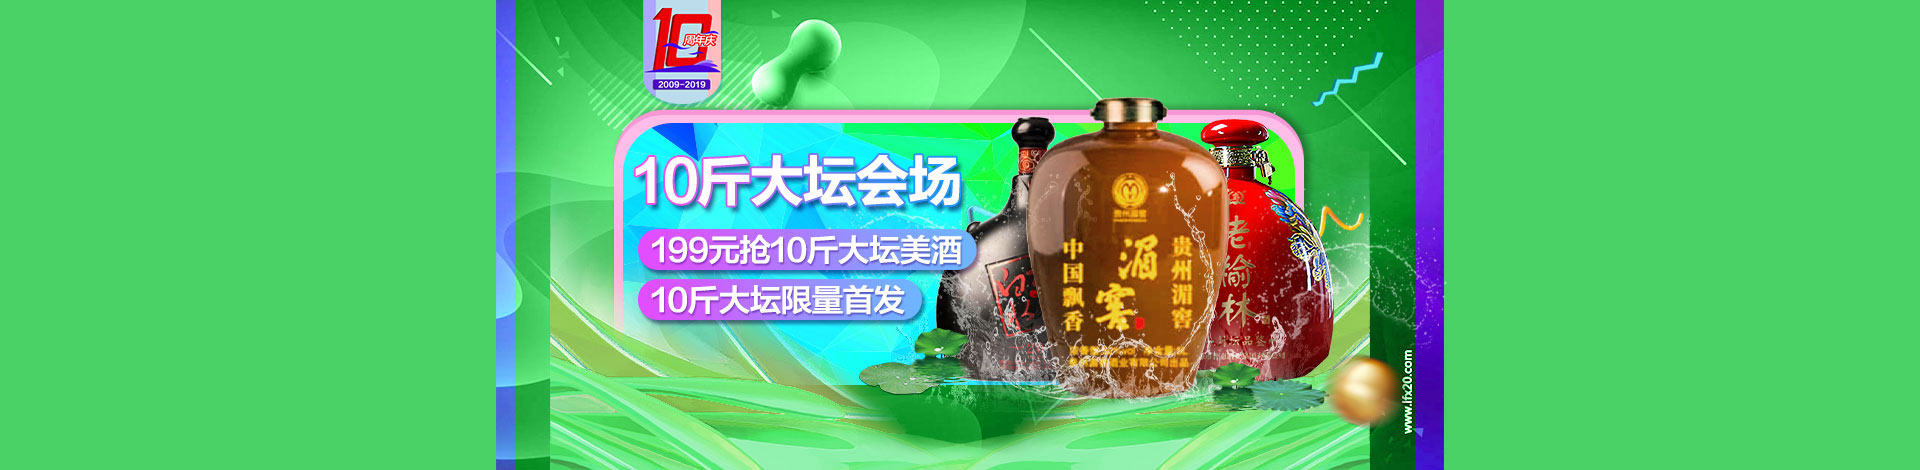 10
周年庆
2009-2019
10斤大坛会场
199元抢10斤大坛美酒
10斤大坛限量首发
贵州湄窖
贵州湄窖
湄窖
中国飘香
老榆林
www.lfx20.com